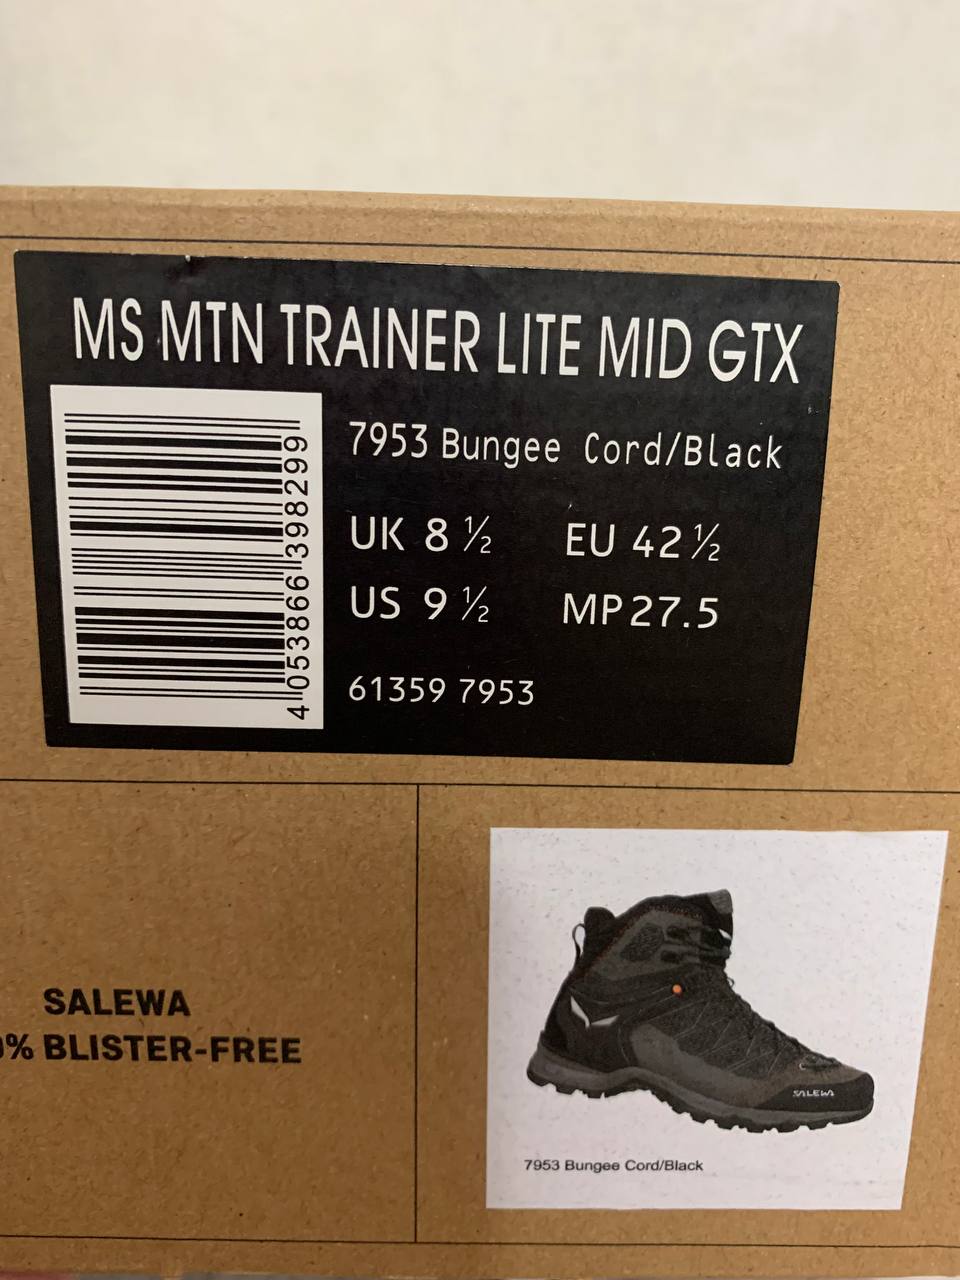 MS MTN TRAINER LITE MID GTX
7953 Bungee Cord/Black
UK 8 ½ EU 42 ½
US 9 ½ MP 27.5
61359 7953
4 053866 398299
SALEWA
% BLISTER-FREE
SALEWA
7953 Bungee Cord/Black